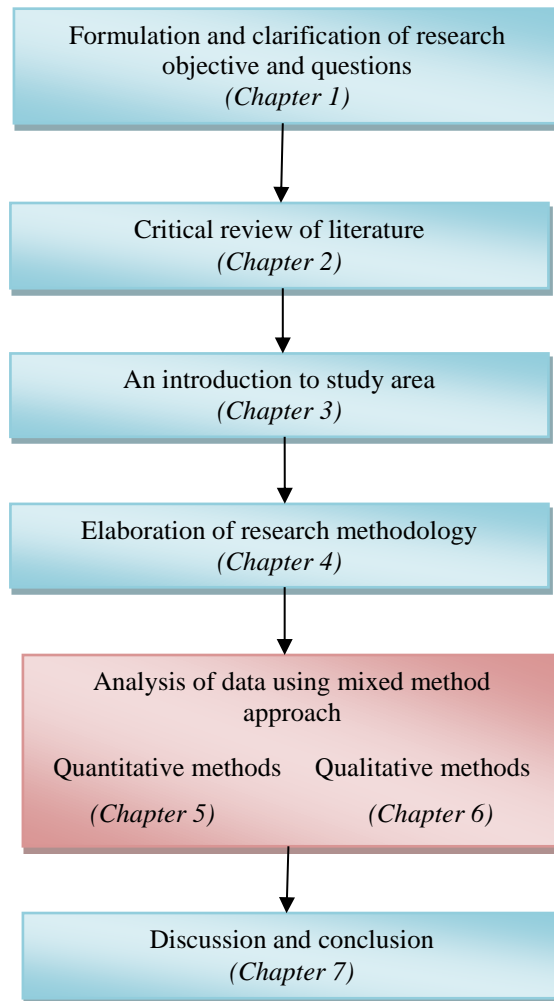 Formulation and clarification of research
objective and questions
(Chapter 1)
Critical review of literature
(Chapter 2)
An introduction to study area
(Chapter 3)
Elaboration of research methodology
(Chapter 4)
Analysis of data using mixed method
approach
Quantitative methods Qualitative methods
(Chapter 5) (Chapter 6)
Discussion and conclusion
(Chapter 7)